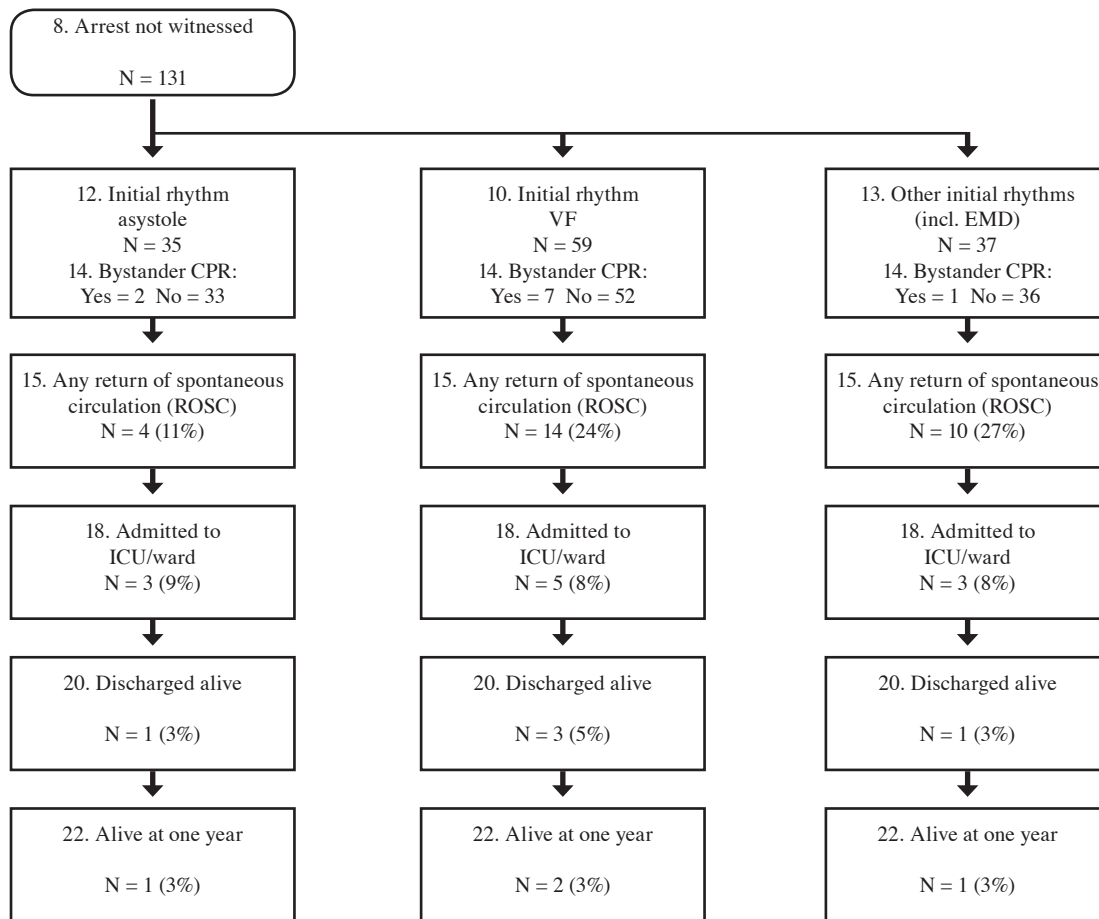 8. Arrest not witnessed
N = 131
12. Initial rhythm
asystole
N = 35
14. Bystander CPR:
Yes = 2  No = 33
10. Initial rhythm
VF
N = 59
14. Bystander CPR:
Yes = 7  No = 52
13. Other initial rhythms
(incl. EMD)
N = 37
14. Bystander CPR:
Yes = 1  No = 36
15. Any return of spontaneous
circulation (ROSC)
N = 4 (11%)
15. Any return of spontaneous
circulation (ROSC)
N = 14 (24%)
15. Any return of spontaneous
circulation (ROSC)
N = 10 (27%)
18. Admitted to
ICU/ward
N = 3 (9%)
18. Admitted to
ICU/ward
N = 5 (8%)
18. Admitted to
ICU/ward
N = 3 (8%)
20. Discharged alive
N = 1 (3%)
20. Discharged alive
N = 3 (5%)
20. Discharged alive
N = 1 (3%)
22. Alive at one year
N = 1 (3%)
22. Alive at one year
N = 2 (3%)
22. Alive at one year
N = 1 (3%)